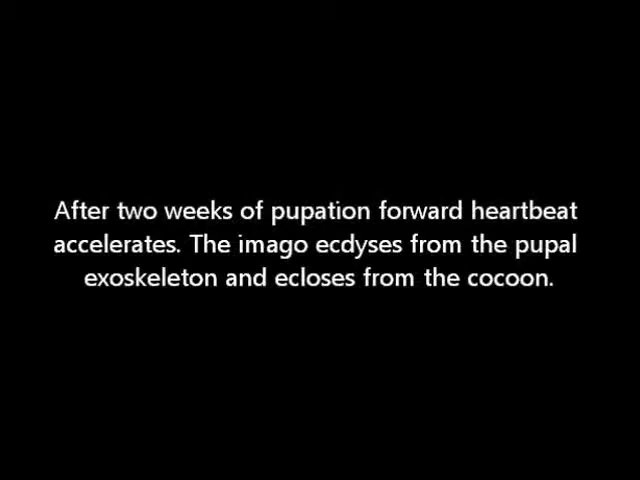 After two weeks of pupation forward heartbeat
accelerates. The imago ecdyses from the pupal
exoskeleton and ecloses from the cocoon.